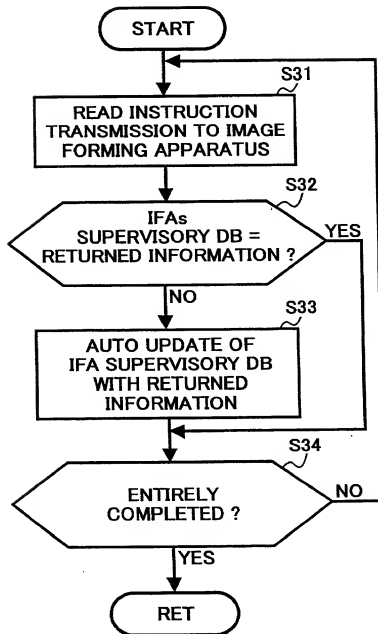 START
S31
READ INSTRUCTION
TRANSMISSION TO IMAGE
FORMING APPARATUS
S32
IFAs
SUPERVISORY DB =
RETURNED INFORMATION ?
YES
NO
S33
AUTO UPDATE OF
IFA SUPERVISORY DB
WITH RETURNED
INFORMATION
S34
ENTIRELY
COMPLETED ?
NO
YES
RET